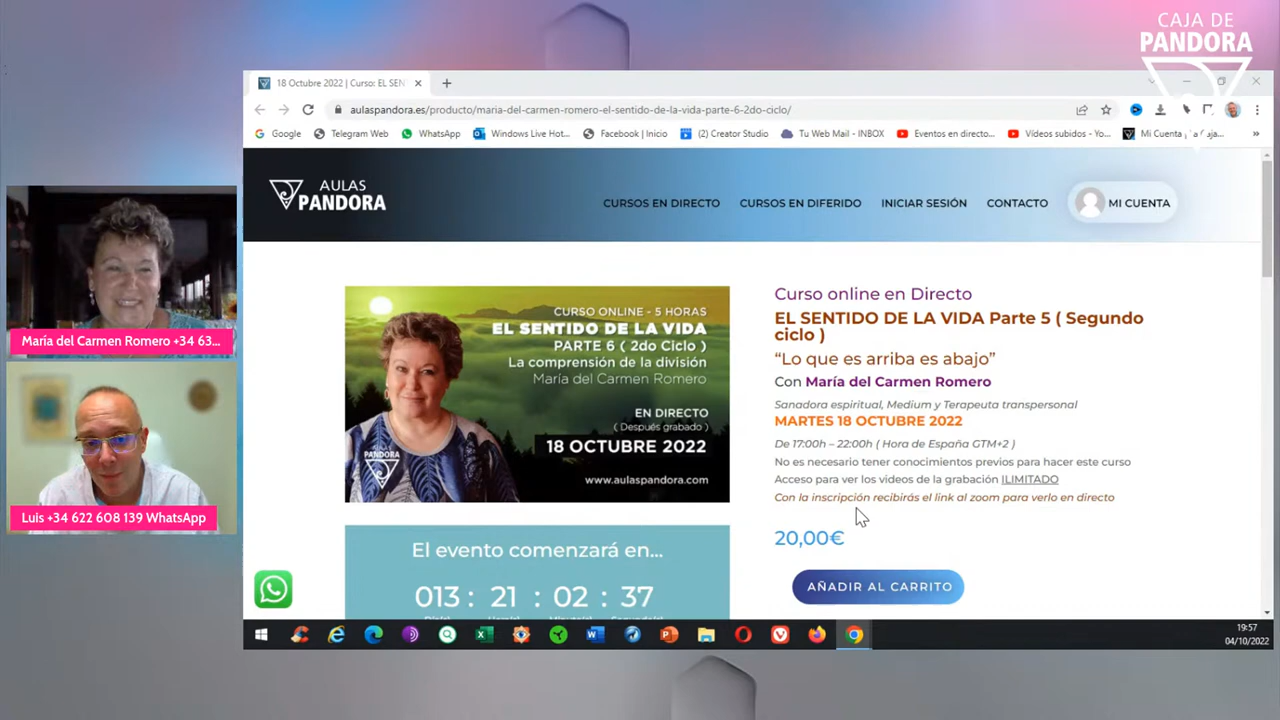 CAJA DE
PANDORA
18 Octubre 2022 | Curso: EL SEN
aulaspandora.es/producto/maria-del-carmen-romero-el-sentido-de-la-vida-parte-6-2do-ciclo/
Google
Telegram Web
WhatsApp
Windows Live Hot...
Facebook | Inicio
(2) Creator Studio
Tu Web Mail - INBOX
Eventos en directo...
Vídeos subidos - Yo...
Mi Cuenta
AULAS
PANDORA
CURSOS EN DIRECTO
CURSOS EN DIFERIDO
INICIAR SESIÓN
CONTACTO
MI CUENTA
María del Carmen Romero +34 63...
Luis +34 622 608 139 WhatsApp
CURSO ONLINE - 5 HORAS
EL SENTIDO DE LA VIDA
PARTE 6 ( 2do Ciclo )
La comprensión de la división
María del Carmen Romero
EN DIRECTO
( Después grabado )
18 OCTUBRE 2022
www.aulaspandora.com
AULAS
PANDORA
El evento comenzará en...
013 : 21 : 02 : 37
Curso online en Directo
EL SENTIDO DE LA VIDA Parte 5 ( Segundo
ciclo )
“Lo que es arriba es abajo”
Con María del Carmen Romero
Sanadora espiritual, Medium y Terapeuta transpersonal
MARTES 18 OCTUBRE 2022
De 17:00h – 22:00h ( Hora de España GTM+2 )
No es necesario tener conocimientos previos para hacer este curso
Acceso para ver los videos de la grabación ILIMITADO
Con la inscripción recibirás el link al zoom para verlo en directo
20,00€
AÑADIR AL CARRITO
19:57
04/10/2022